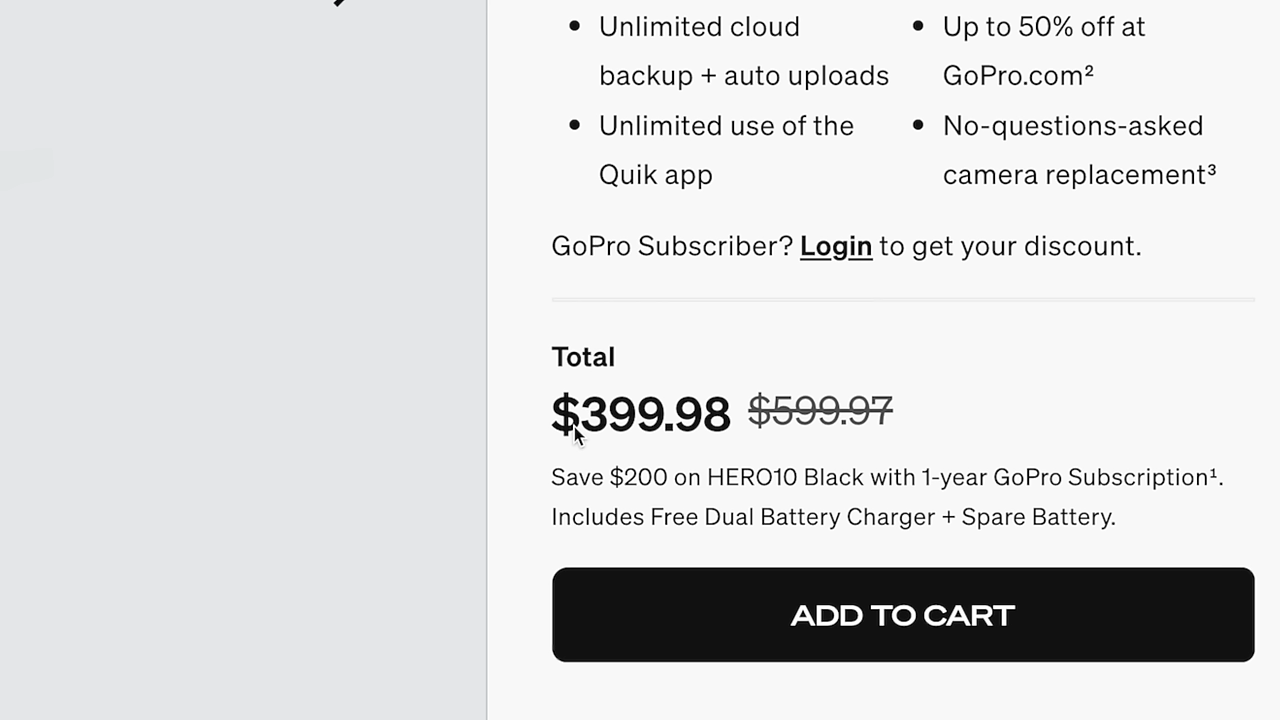 Unlimited cloud
backup + auto uploads
Unlimited use of the
Quik app
Up to 50% off at
GoPro.com²
No-questions-asked
camera replacement³
GoPro Subscriber? Login to get your discount.
Total
$399.98 $599.97
Save $200 on HERO10 Black with 1-year GoPro Subscription¹.
Includes Free Dual Battery Charger + Spare Battery.
ADD TO CART